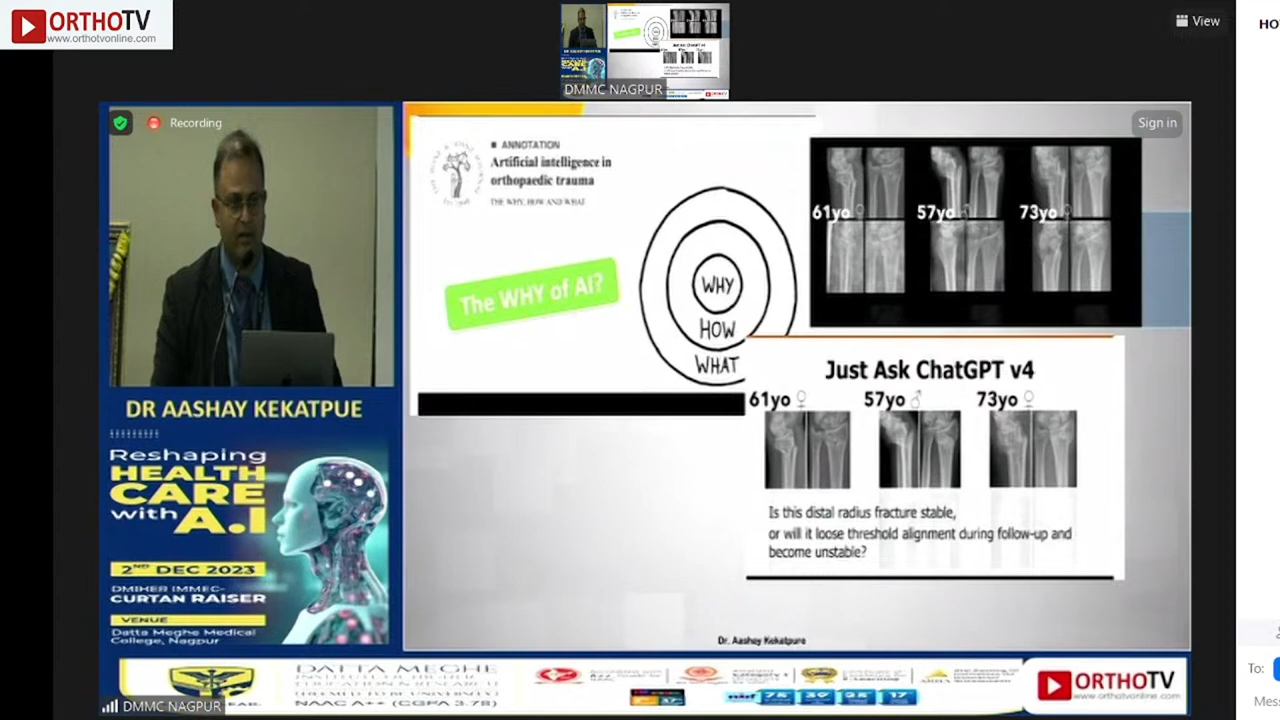 ORTHOTV
www.orthotvonline.com
View
DMMC NAGPUR
Recording
Sign in
ANNOTATION
Artificial intelligence in
orthopaedic trauma
THE WHY, HOW AND WHAT
The WHY of AI?
WHY
HOW
WHAT
61yo ♀ 57yo ♂ 73yo ♀
Just Ask ChatGPT v4
61yo ♀ 57yo ♂ 73yo ♀
Is this distal radius fracture stable,
or will it loose threshold alignment during follow-up and
become unstable?
Dr. Aashay Kekatpure
DR AASHAY KEKATPUE
Reshaping
HEALTH
CARE
with A.I
2ND DEC 2023
DMIHER IMMEC-
CURTAN RAISER
VENUE
Datta Meghe Medical
College, Nagpur
DATTA MEGHE
NAAC A++ (CGPA 3.78)
ORTHOTV
www.orthotvonline.com
DMMC NAGPUR
To: